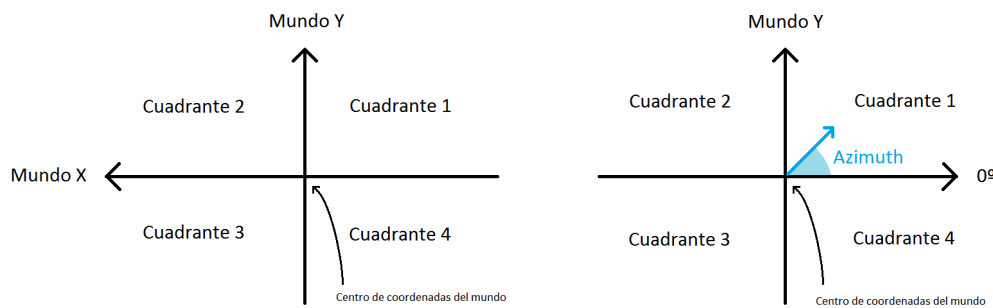 Mundo Y
Cuadrante 2
Cuadrante 1
Mundo X
Cuadrante 3
Cuadrante 4
Centro de coordenadas del mundo
Mundo Y
Cuadrante 2
Cuadrante 1
Azimuth
0º
Cuadrante 3
Cuadrante 4
Centro de coordenadas del mundo